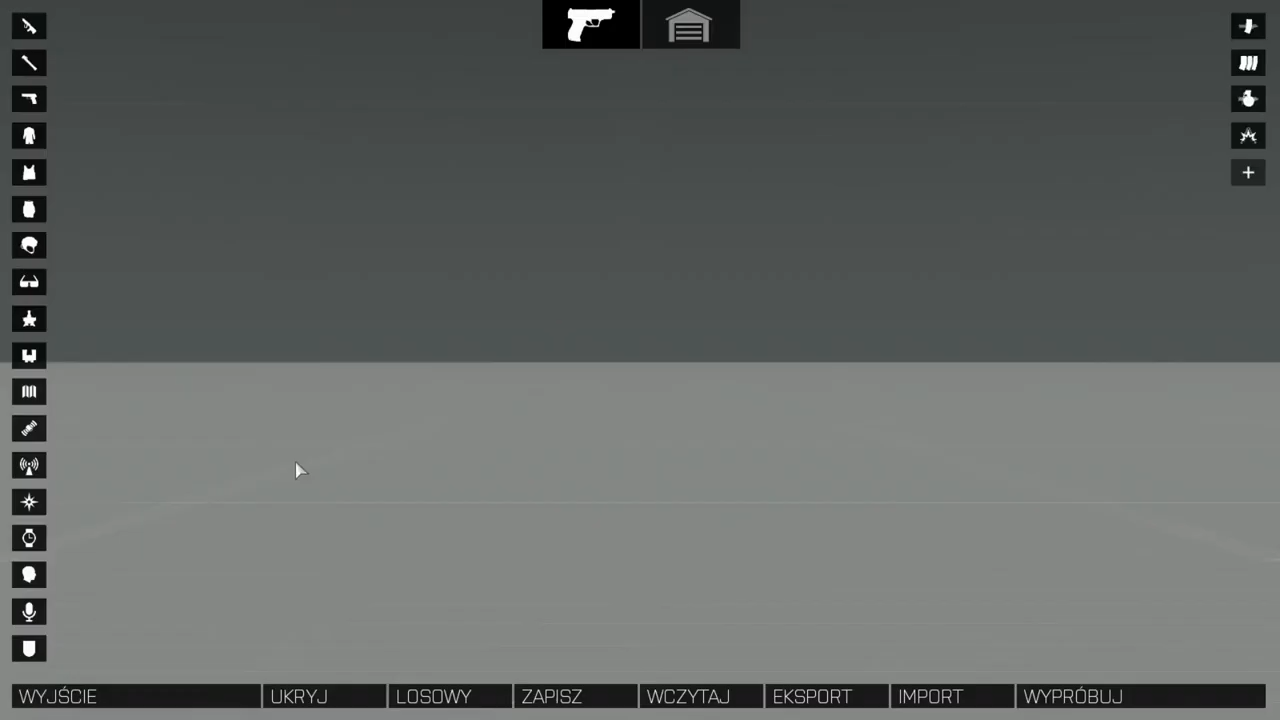 WYJŚCIE
UKRYJ
LOSOWY
ZAPISZ
WCZYTAJ
EKSPORT
IMPORT
WYPRÓBUJ